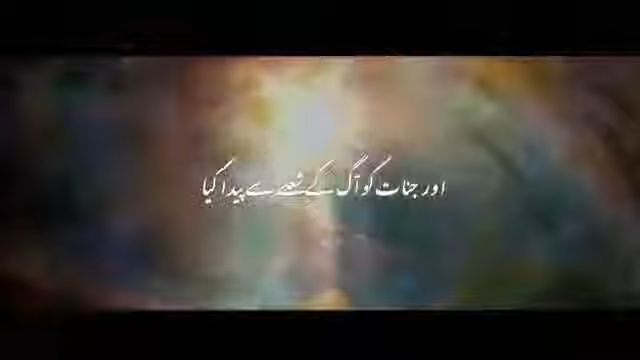 اور جنات کو آگ کے شعلے سے پیدا کیا